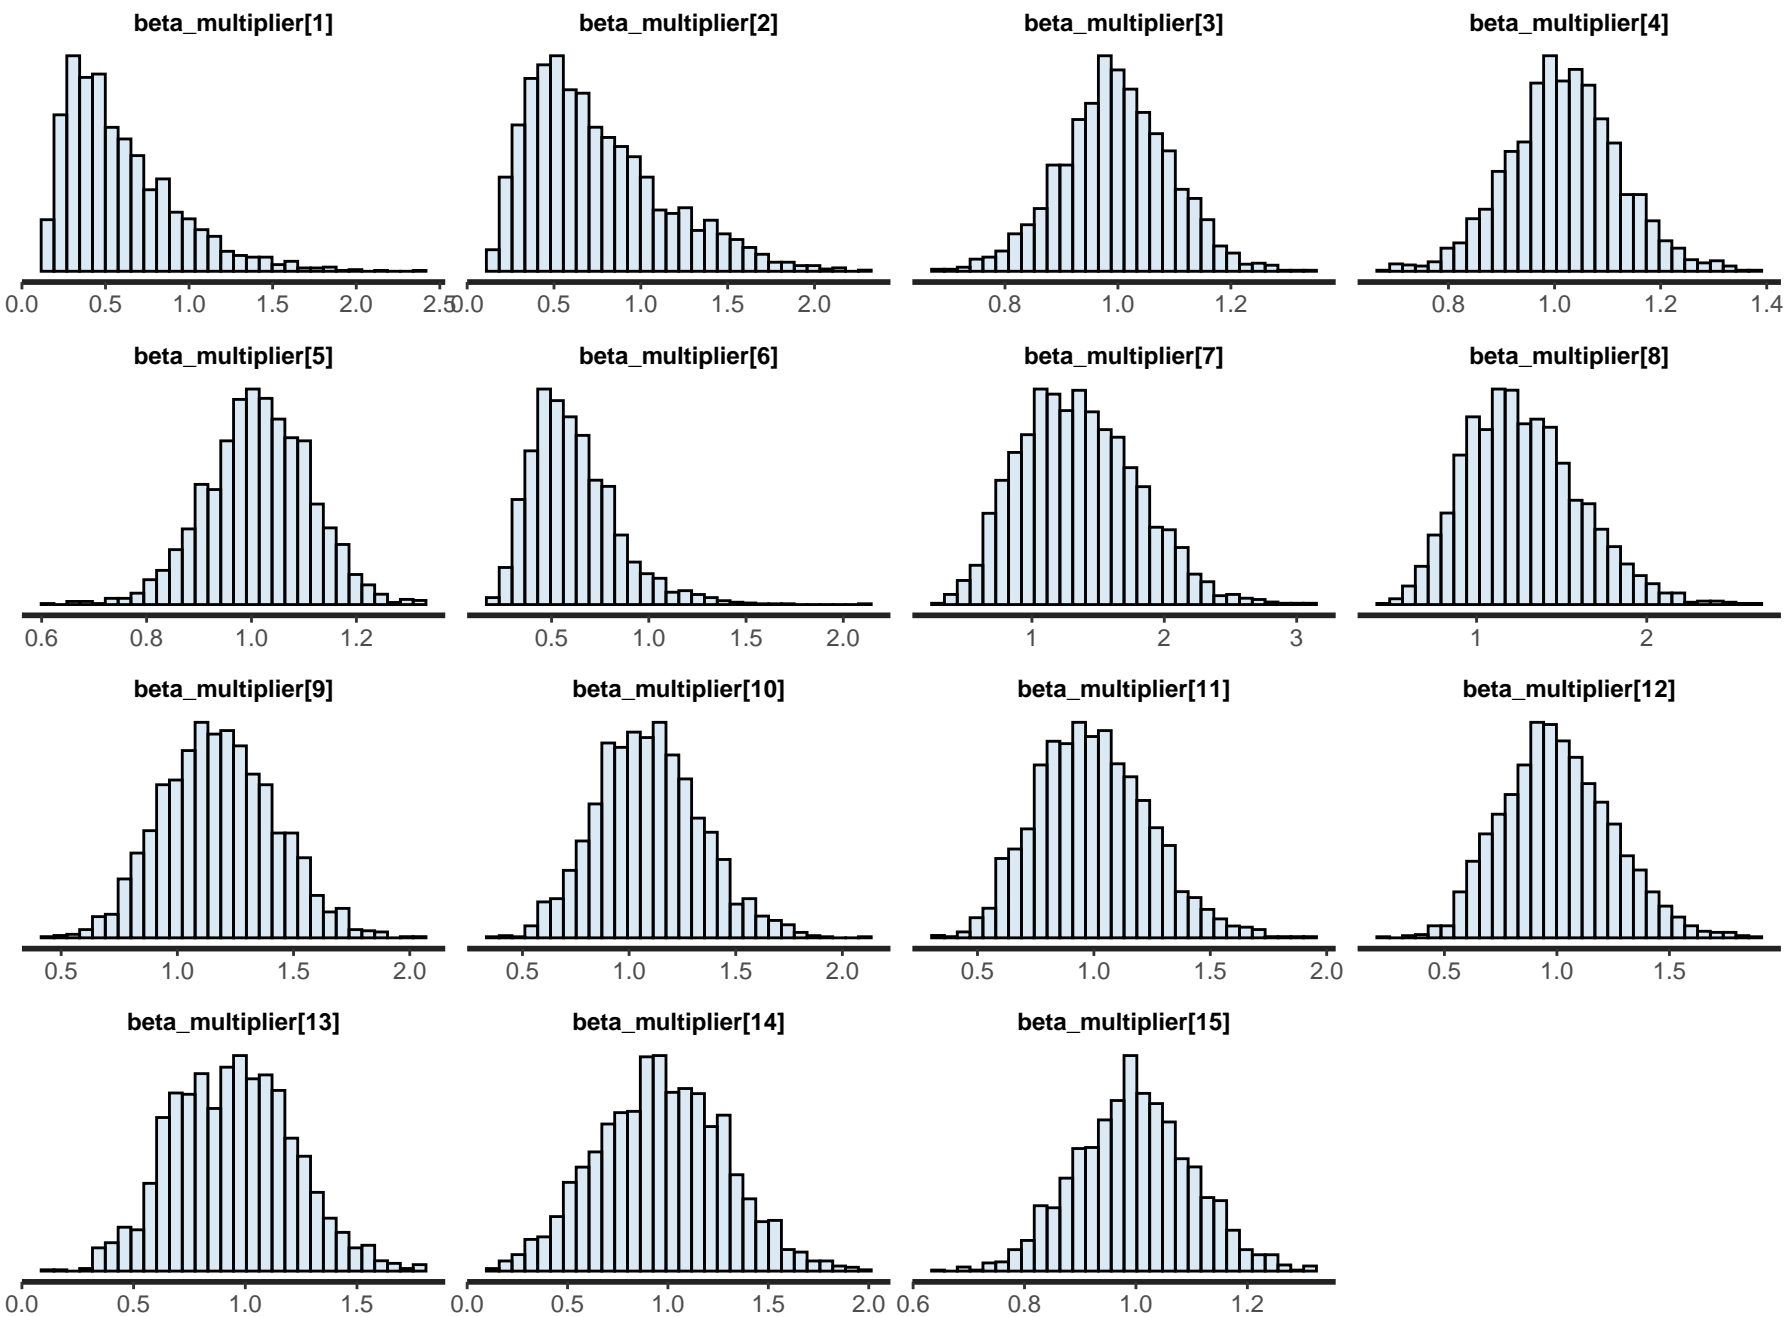 beta_multiplier[1] beta_multiplier[2] beta_multiplier[3] beta_multiplier[4]
0.0 0.5 1.0 1.5 2.0 2.5 0.0 0.5 1.0 1.5 2.0 0.8 1.0 1.2 0.8 1.0 1.2 1.4
beta_multiplier[5] beta_multiplier[6] beta_multiplier[7] beta_multiplier[8]
0.6 0.8 1.0 1.2 0.5 1.0 1.5 2.0 1 2 3 1 2
beta_multiplier[9] beta_multiplier[10] beta_multiplier[11] beta_multiplier[12]
0.5 1.0 1.5 2.0 0.5 1.0 1.5 2.0 0.5 1.0 1.5 2.0 0.5 1.0 1.5
beta_multiplier[13] beta_multiplier[14] beta_multiplier[15]
0.0 0.5 1.0 1.5 0.0 0.5 1.0 1.5 2.0 0.6 0.8 1.0 1.2